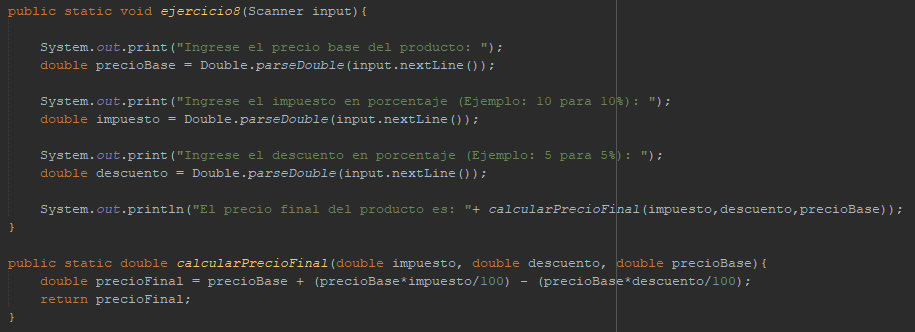 public static void ejercicio8(Scanner input){
System.out.print("Ingrese el precio base del producto: ");
double precioBase = Double.parseDouble(input.nextLine());
System.out.print("Ingrese el impuesto en porcentaje (Ejemplo: 10 para 10%): ");
double impuesto = Double.parseDouble(input.nextLine());
System.out.print("Ingrese el descuento en porcentaje (Ejemplo: 5 para 5%): ");
double descuento = Double.parseDouble(input.nextLine());
System.out.println("El precio final del producto es: "+ calcularPrecioFinal(impuesto,descuento,precioBase));
}
public static double calcularPrecioFinal(double impuesto, double descuento, double precioBase){
double precioFinal = precioBase + (precioBase*impuesto/100) - (precioBase*descuento/100);
return precioFinal;
}